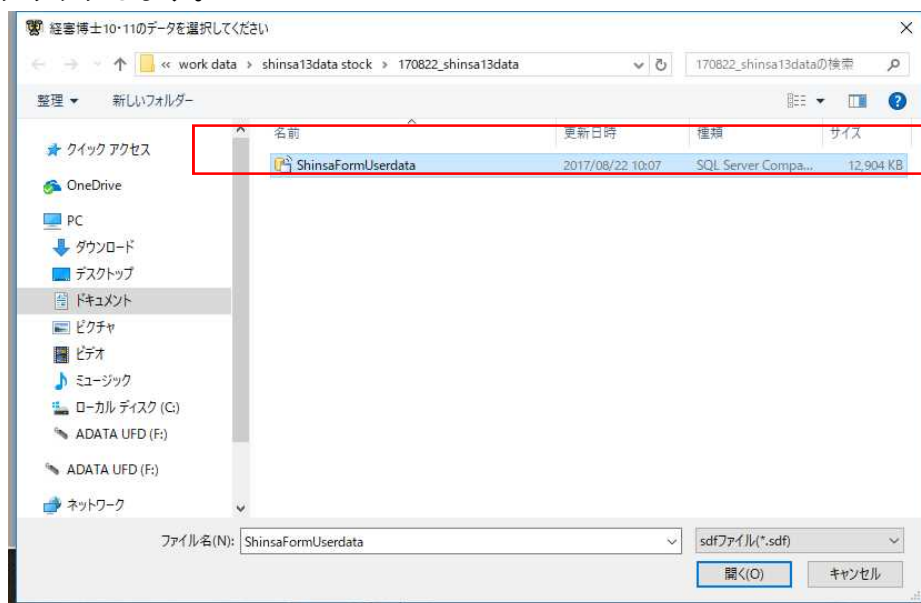 経審博士10・11のデータを選択してください
« work data › shinsa13data stock › 170822_shinsa13data
170822_shinsa13dataの検索
整理 ▼ 新しいフォルダー
名前 更新日時 種類 サイズ
クイック アクセス
ShinsaFormUserdata 2017/08/22 10:07 SQL Server Compa... 12,904 KB
OneDrive
PC
ダウンロード
デスクトップ
ドキュメント
ピクチャ
ビデオ
ミュージック
ローカル ディスク (C:)
ADATA UFD (F:)
ADATA UFD (F:)
ネットワーク
ファイル名(N): ShinsaFormUserdata sdfファイル(*.sdf)
開く(O) キャンセル